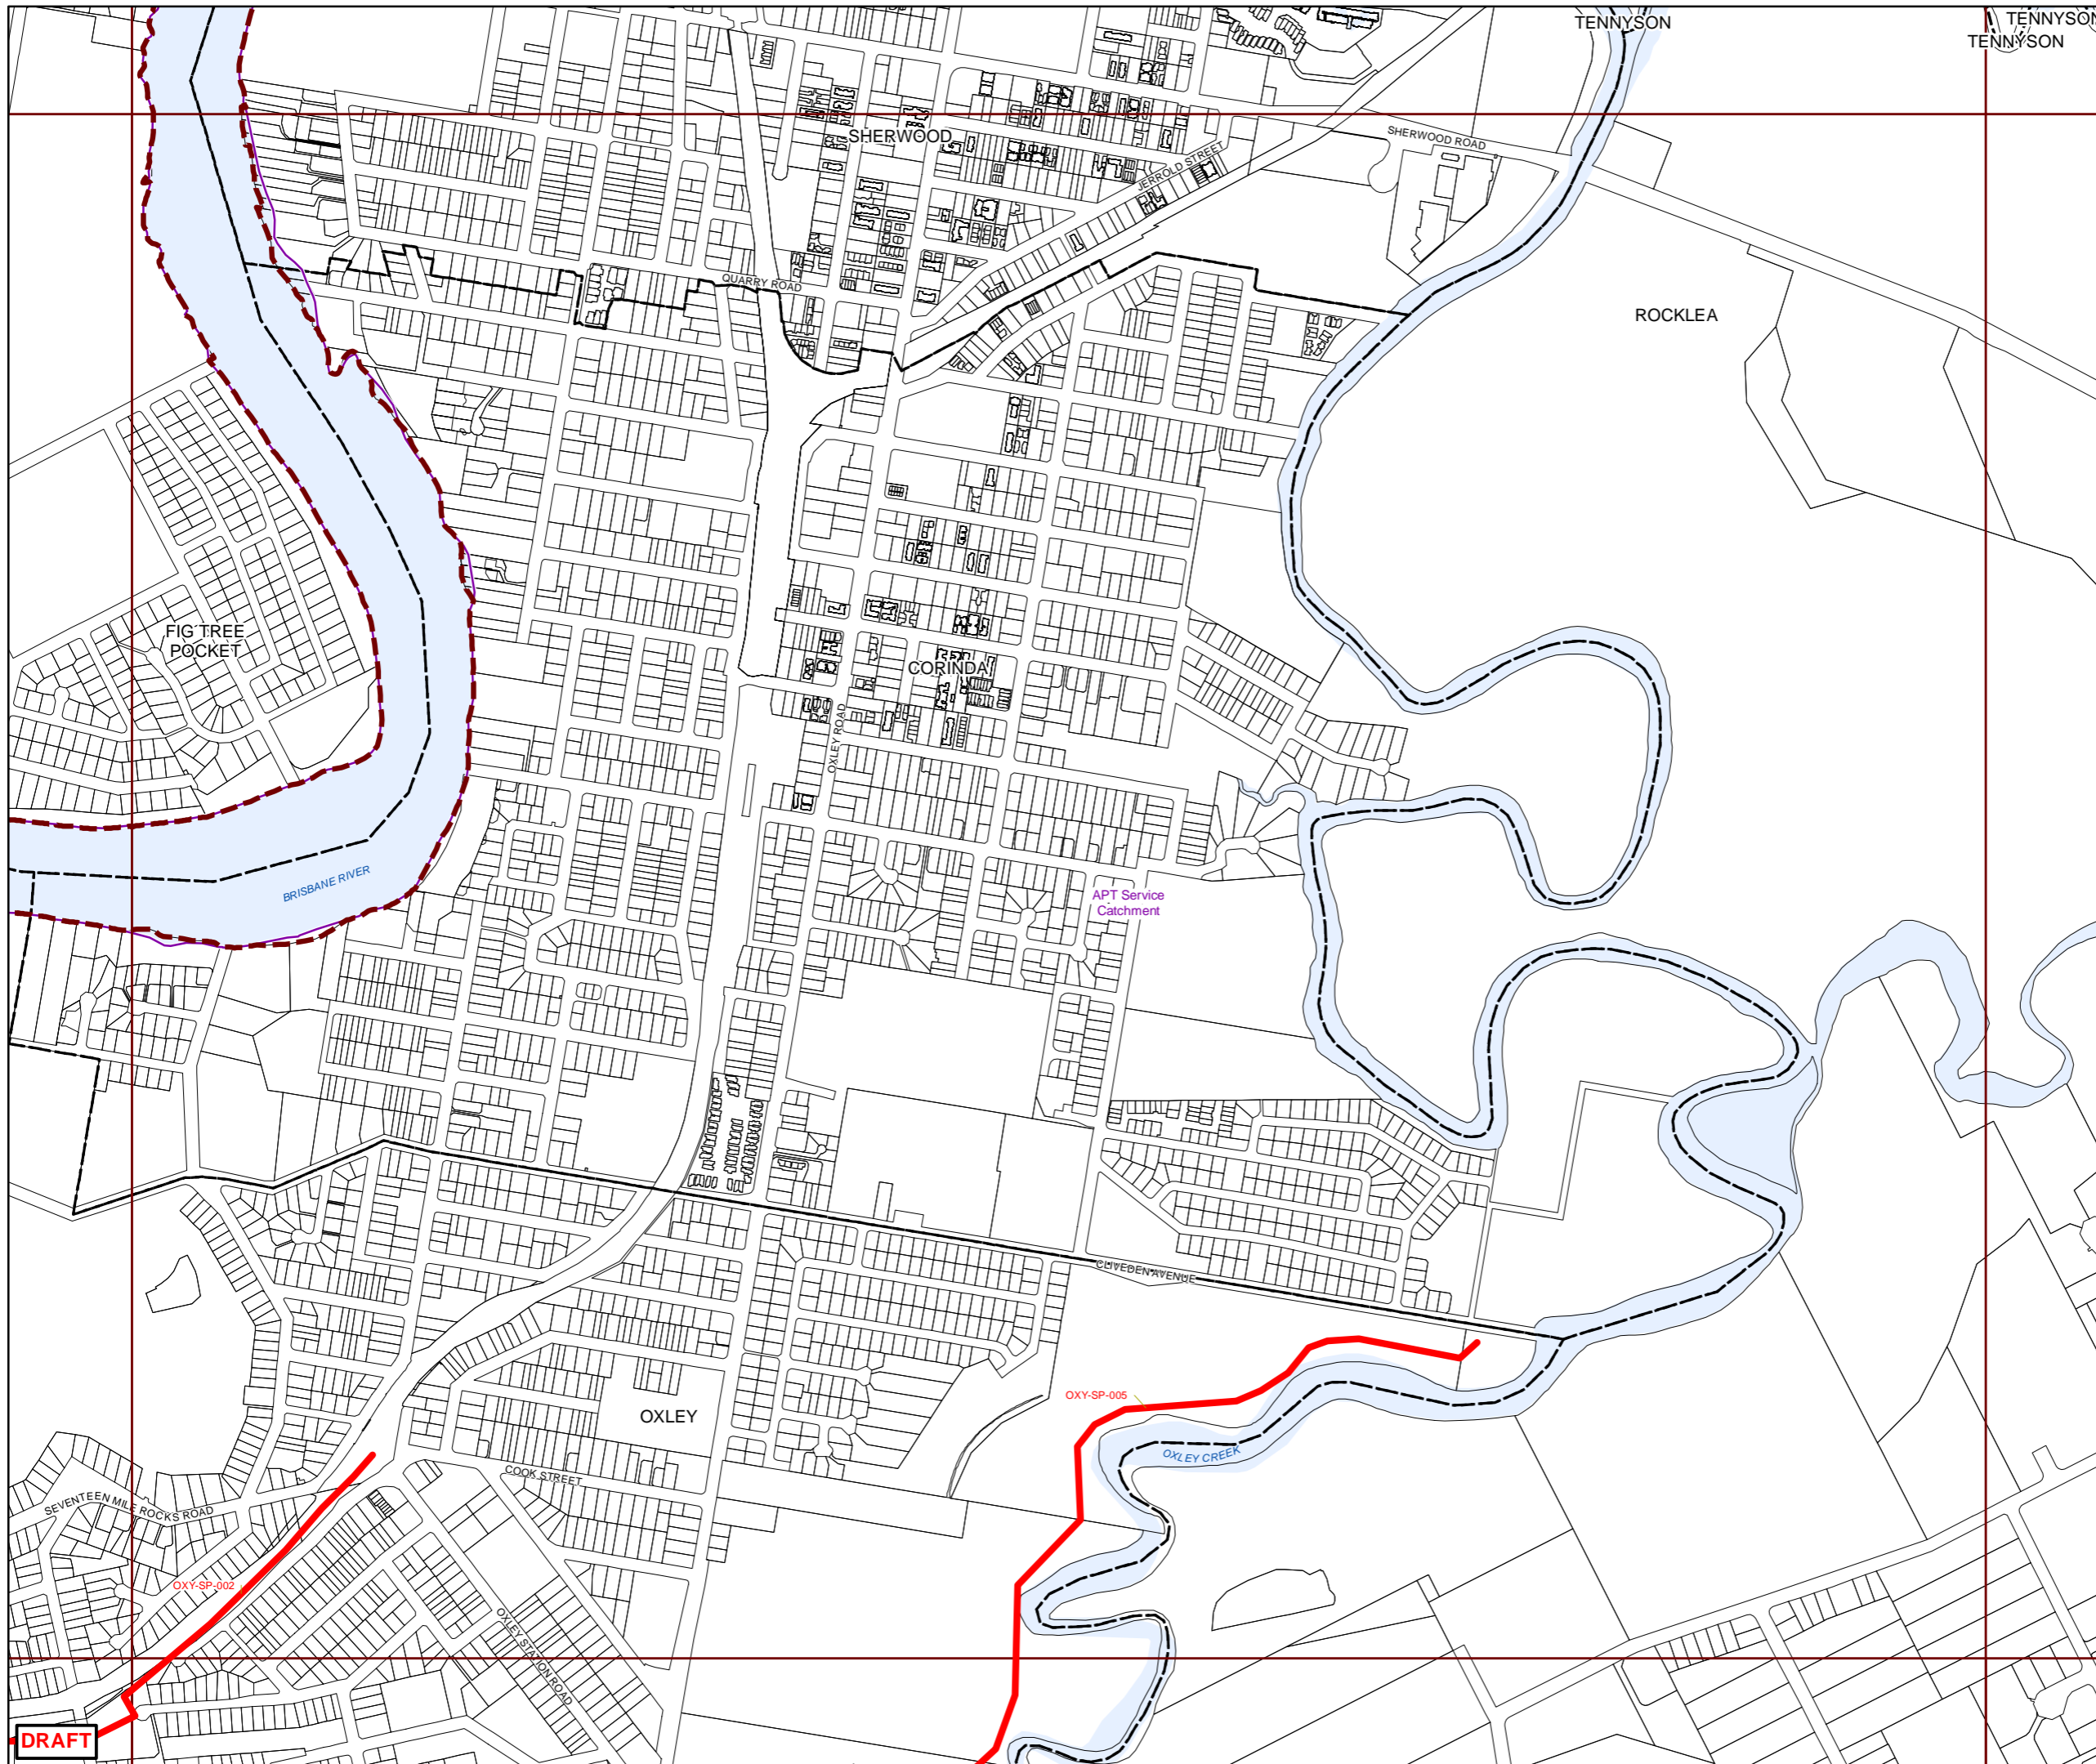 TENNYSON
TENNYSON
TENNYSON
SHERWOOD
SHERWOOD ROAD
JERROLD STREET
QUARRY ROAD
ROCKLEA
FIG TREE
POCKET
CORINDA
OXLEY ROAD
BRISBANE RIVER
APT Service
Catchment
CLIVEDEN AVENUE
OXY-SP-005
OXLEY
OXLEY CREEK
COOK STREET
SEVENTEEN MILE ROCKS ROAD
OXY-SP-002
OXLEY STATION ROAD
DRAFT